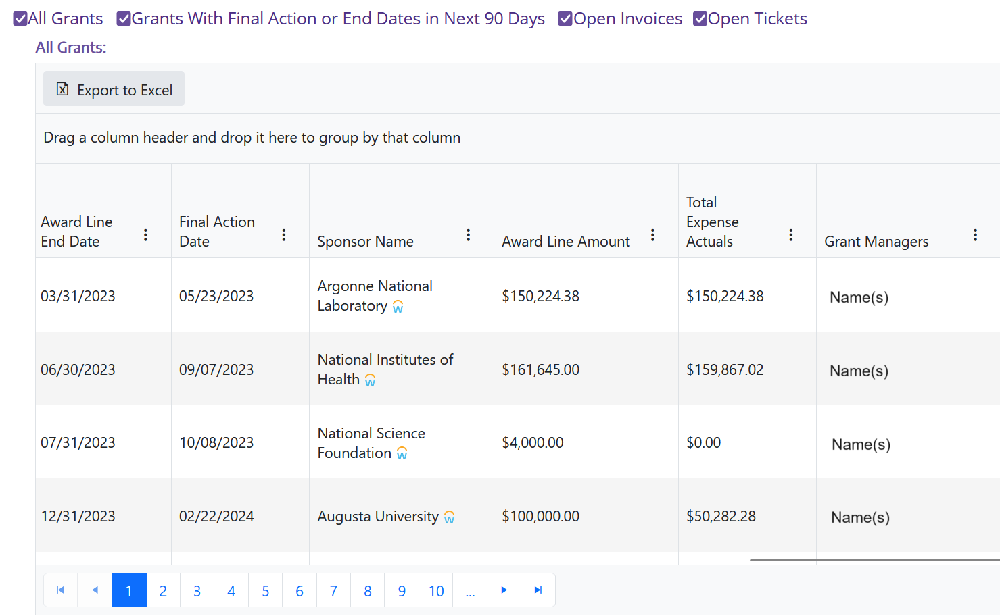 All Grants Grants With Final Action or End Dates in Next 90 Days Open Invoices Open Tickets
All Grants:
Export to Excel
Drag a column header and drop it here to group by that column
Award Line
End Date
Final Action
Date
Sponsor Name
Award Line Amount
Total
Expense
Actuals
Grant Managers
03/31/2023
05/23/2023
Argonne National
Laboratory w
$150,224.38
$150,224.38
Name(s)
06/30/2023
09/07/2023
National Institutes of
Health w
$161,645.00
$159,867.02
Name(s)
07/31/2023
10/08/2023
National Science
Foundation w
$4,000.00
$0.00
Name(s)
12/31/2023
02/22/2024
Augusta University w
$100,000.00
$50,282.28
Name(s)
1 2 3 4 5 6 7 8 9 10 ...